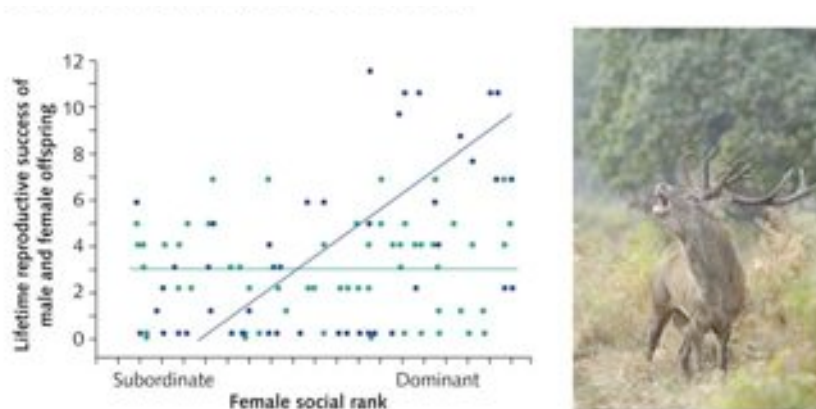 Lifetime reproductive success of
male and female offspring
12
10
8
6
4
2
0
Subordinate
Dominant
Female social rank